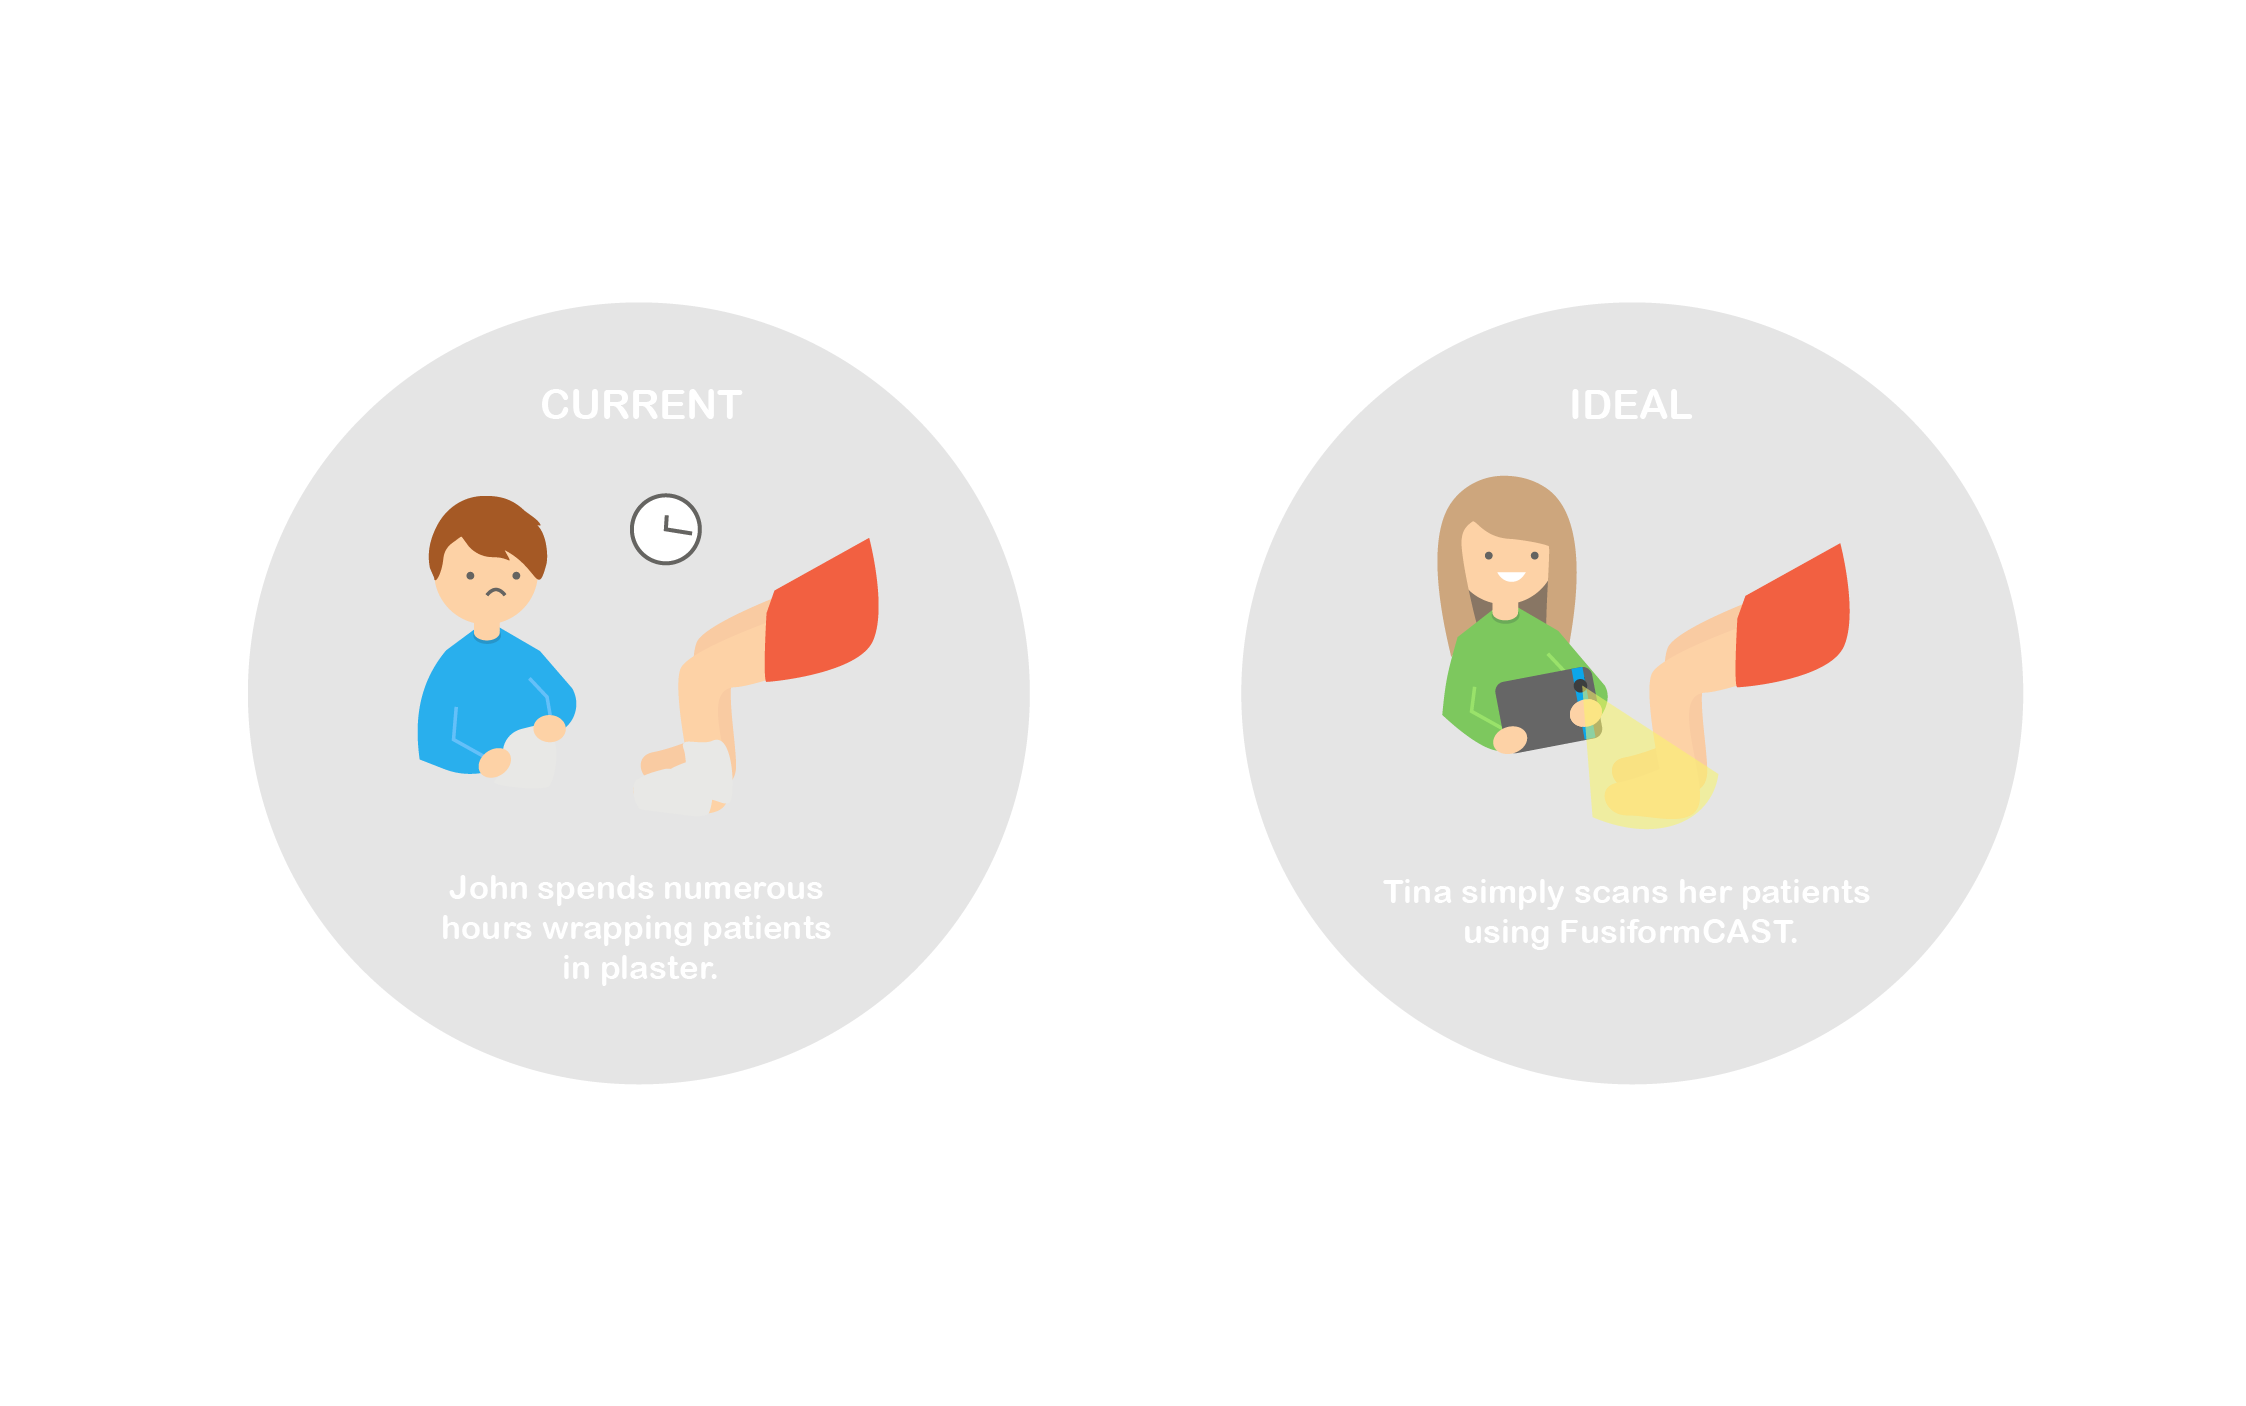 CURRENT
John spends numerous
hours wrapping patients
in plaster.
IDEAL
Tina simply scans her patients
using FusiformCAST.